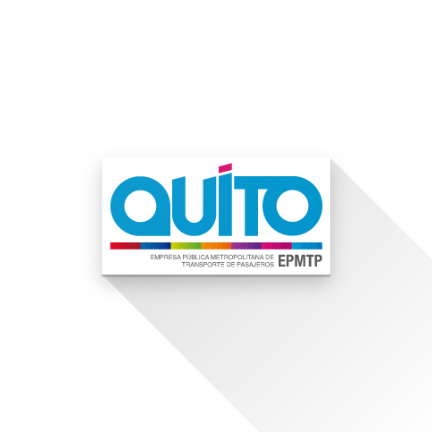 QUITO
EMPRESA PÚBLICA METROPOLITANA DE
TRANSPORTE DE PASAJEROS EPMTP